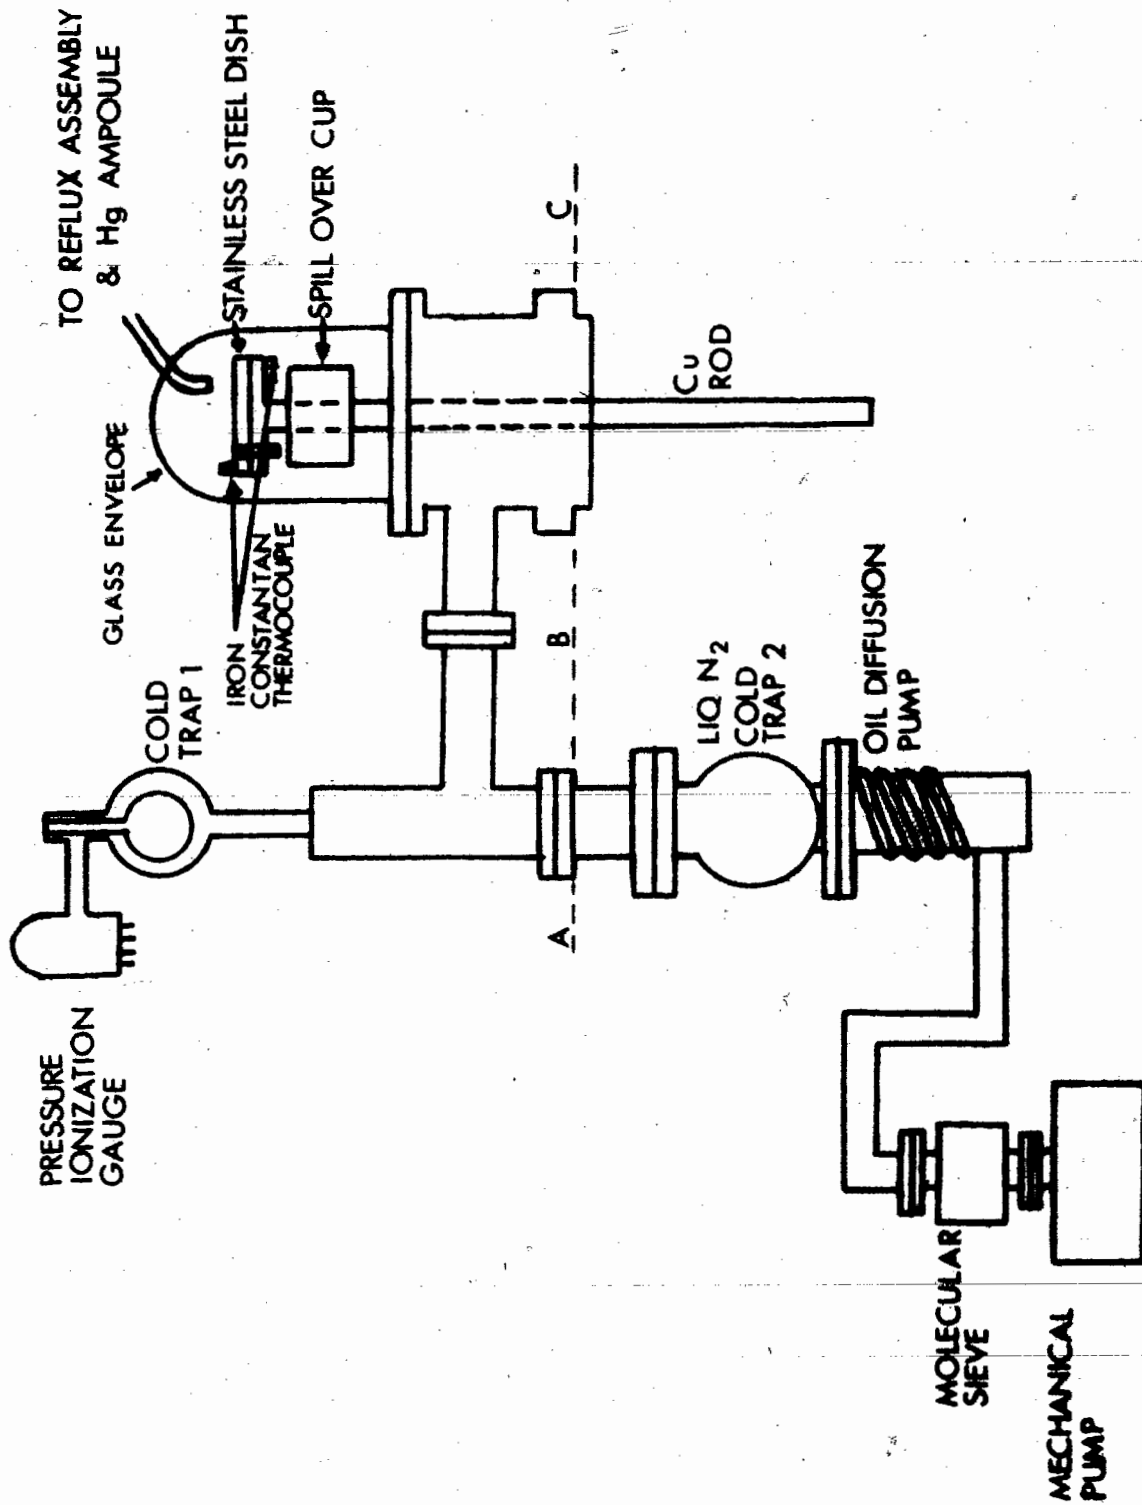 TO REFLUX ASSEMBLY
& Hg AMPOULE
STAINLESS STEEL DISH
SPILL OVER CUP
GLASS ENVELOPE
IRON
CONSTANTAN
THERMOCOUPLE
COLD
TRAP 1
PRESSURE
IONIZATION
GAUGE
A
B
C
Cu
ROD
LIQ N₂
COLD
TRAP 2
OIL DIFFUSION
PUMP
MOLECULAR
SIEVE
MECHANICAL
PUMP